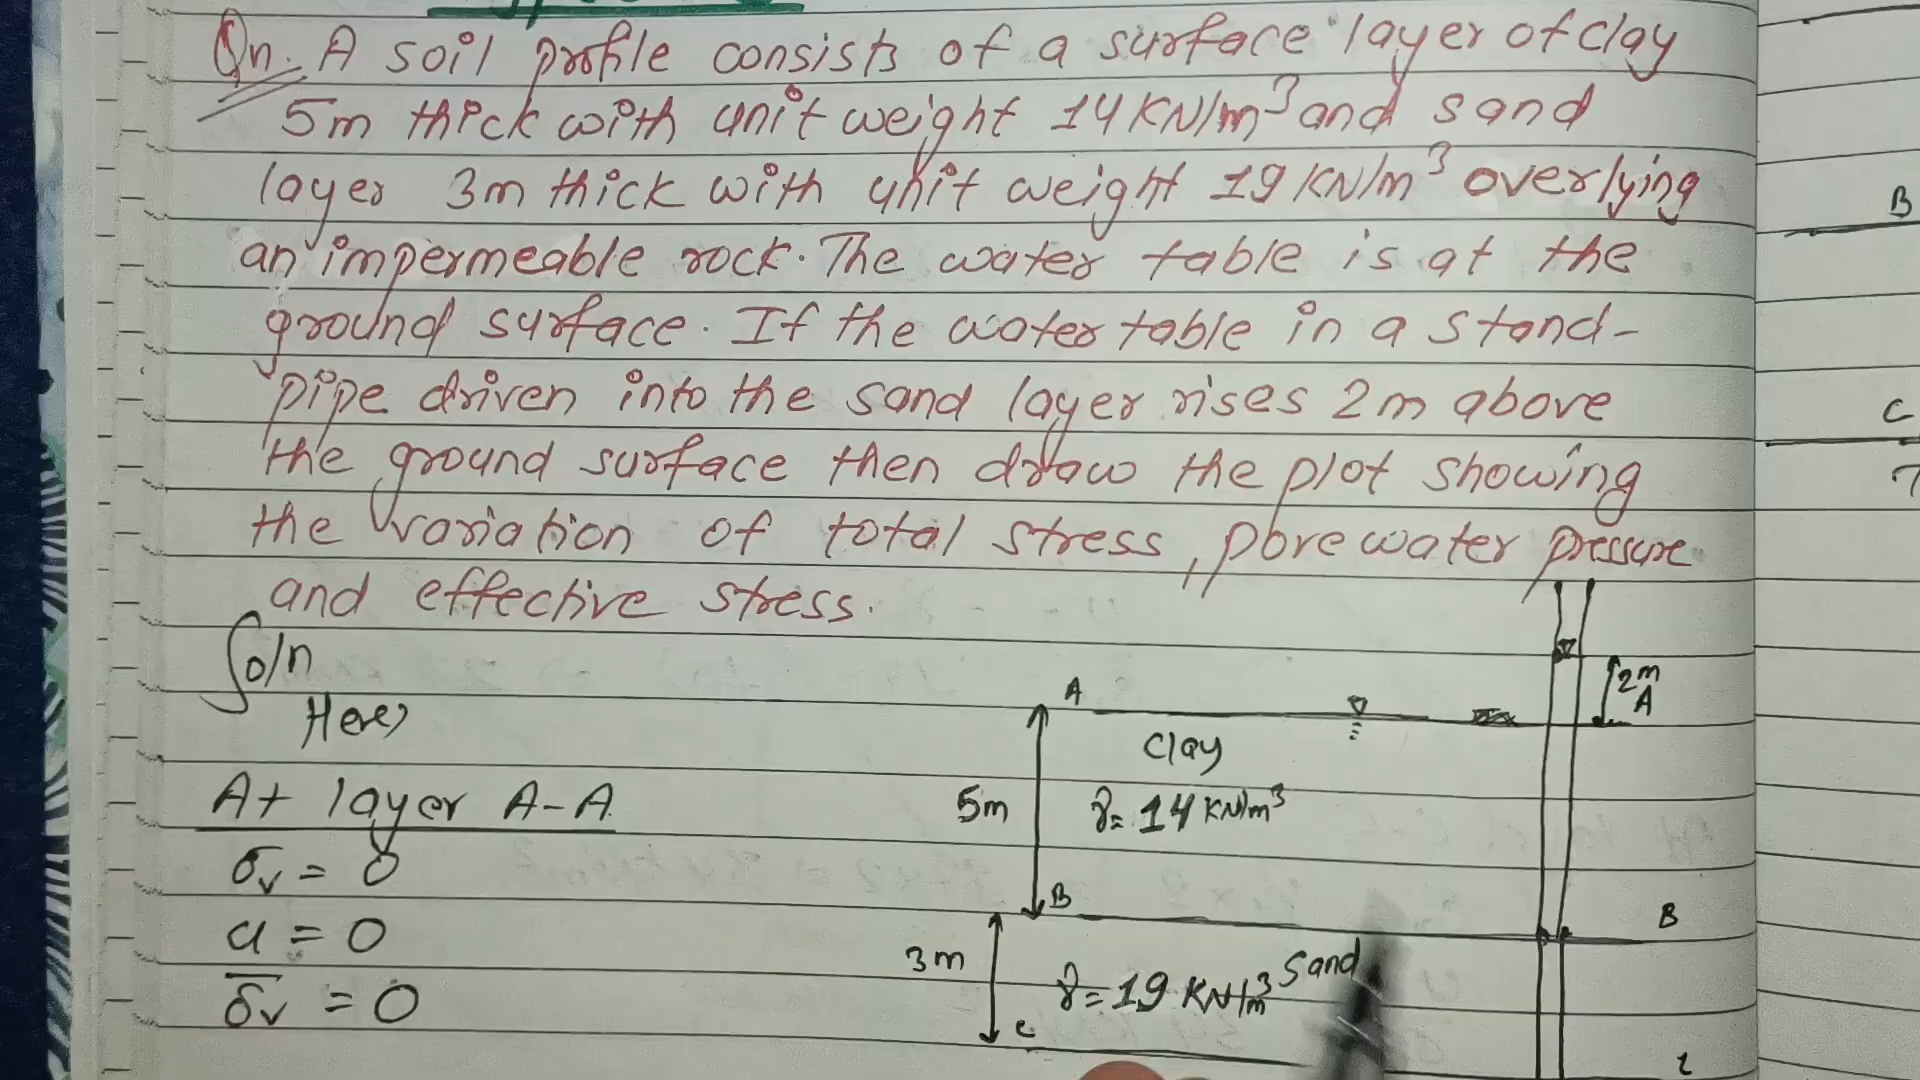 Qn. A soil profile consists of a surface layer of clay
5m thick with unit weight 14 KN/m³ and sand
layer 3m thick with unit weight 19 KN/m³ overlying
an impermeable rock. The water table is at the
ground surface. If the water table in a stand-
pipe driven into the sand layer rises 2m above
the ground surface then draw the plot showing
the variation of total stress, pore water pressure
and effective stress.
Soln
Here,
At layer A-A
σv = 0
u = 0
σ̅v = 0
A
2m
A
Clay
5m
γ = 14 KN/m³
B
B
3m
γ = 19 KN/m³
Sand
C
B
C